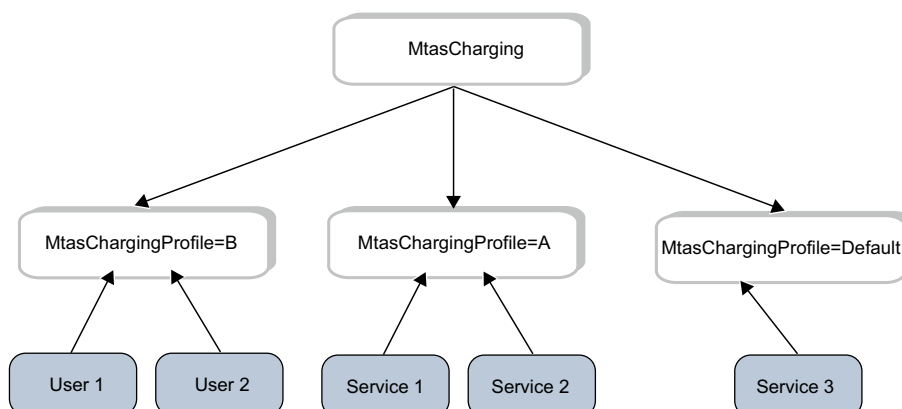 MtasCharging
MtasChargingProfile=B
MtasChargingProfile=A
MtasChargingProfile=Default
User 1
User 2
Service 1
Service 2
Service 3